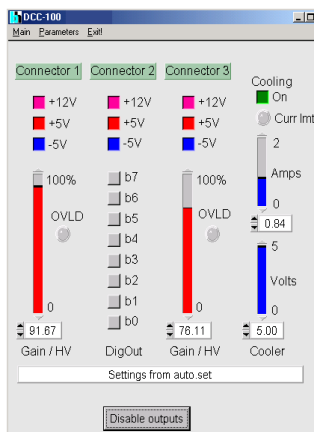 DCC-100
Main Parameters Exit!
Connector 1 Connector 2 Connector 3
Cooling
On
+12V +12V +12V
Curr lmt
+5V +5V +5V
-5V -5V -5V
2
Amps
0
0.84
100% b7 100%
b6
OVLD b5 OVLD
b4
b3
b2
b1
0 b0 0
5
Volts
0
91.67 76.11 5.00
Gain / HV DigOut Gain / HV Cooler
Settings from auto.set
Disable outputs